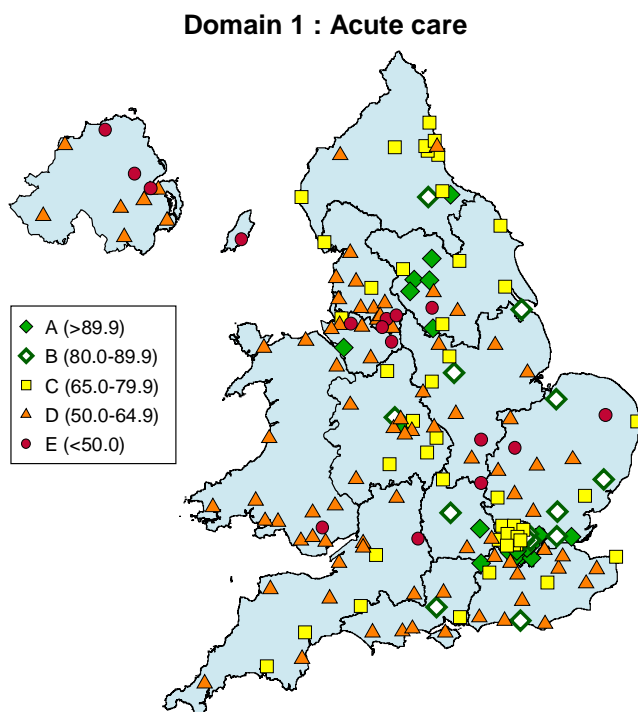 Domain 1 : Acute care
A (>89.9)
B (80.0-89.9)
C (65.0-79.9)
D (50.0-64.9)
E (<50.0)